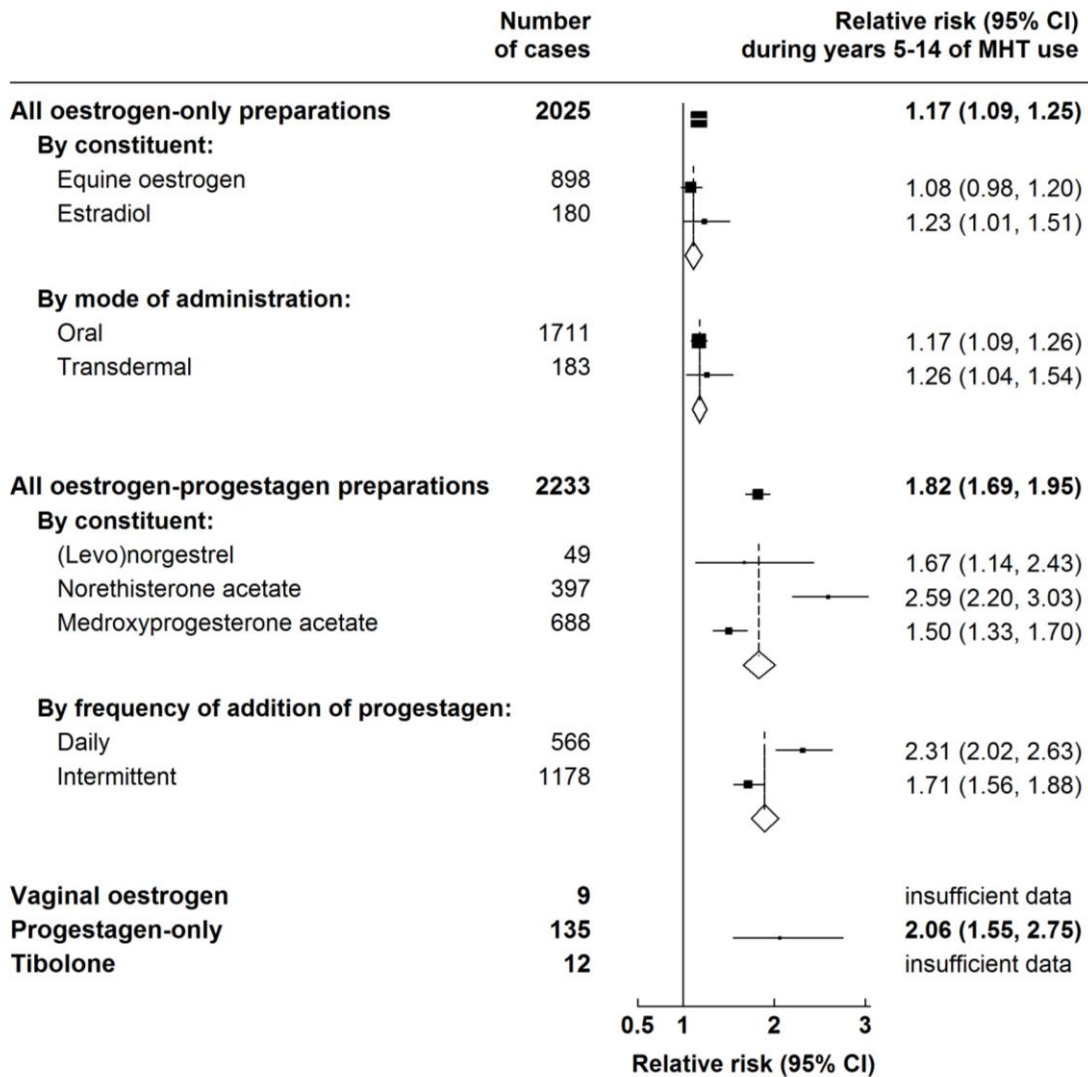 Number of cases Relative risk (95% CI) during years 5-14 of MHT use
All oestrogen-only preparations 2025 1.17 (1.09, 1.25)
By constituent:
Equine oestrogen 898 1.08 (0.98, 1.20)
Estradiol 180 1.23 (1.01, 1.51)
By mode of administration:
Oral 1711 1.17 (1.09, 1.26)
Transdermal 183 1.26 (1.04, 1.54)
All oestrogen-progestagen preparations 2233 1.82 (1.69, 1.95)
By constituent:
(Levo)norgestrel 49 1.67 (1.14, 2.43)
Norethisterone acetate 397 2.59 (2.20, 3.03)
Medroxyprogesterone acetate 688 1.50 (1.33, 1.70)
By frequency of addition of progestagen:
Daily 566 2.31 (2.02, 2.63)
Intermittent 1178 1.71 (1.56, 1.88)
Vaginal oestrogen 9 insufficient data
Progestagen-only 135 2.06 (1.55, 2.75)
Tibolone 12 insufficient data
0.5 1 2 3
Relative risk (95% CI)